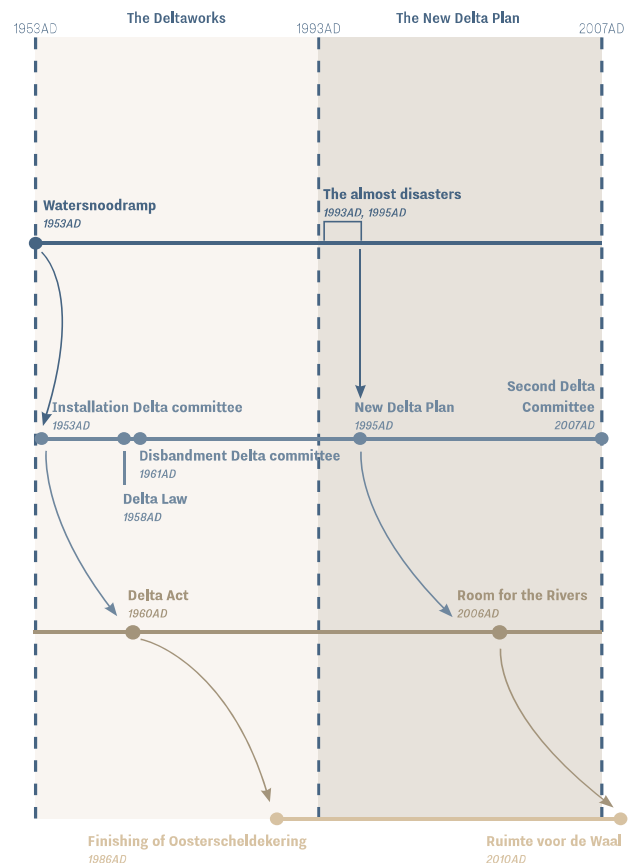 The Deltaworks
The New Delta Plan
1953AD
1993AD
2007AD
Watersnoodramp
1953AD
The almost disasters
1993AD, 1995AD
Installation Delta committee
1953AD
New Delta Plan
1995AD
Second Delta
Committee
2007AD
Disbandment Delta committee
1961AD
Delta Law
1958AD
Delta Act
1960AD
Room for the Rivers
2006AD
Finishing of Oosterscheldekering
1986AD
Ruimte voor de Waal
2010AD